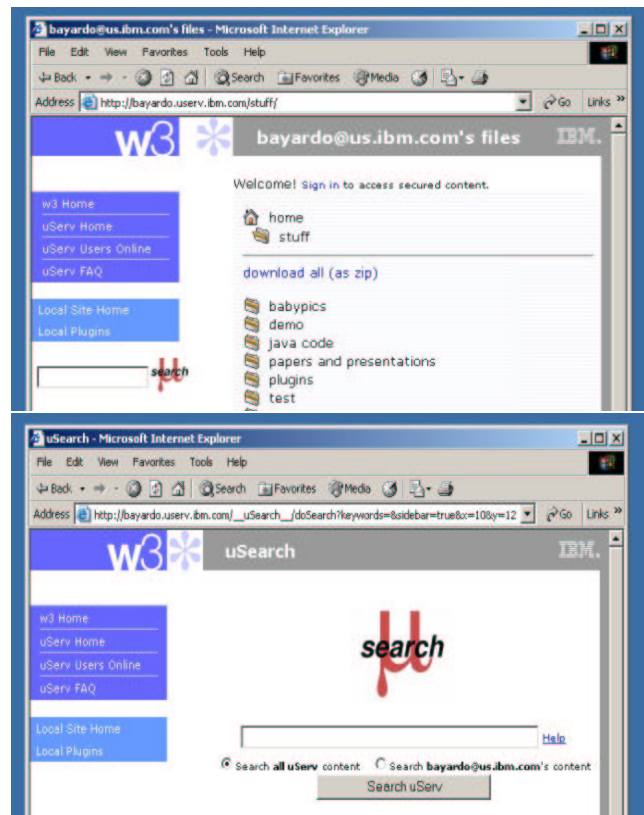 bayardo@us.ibm.com's files - Microsoft Internet Explorer
File Edit View Favorites Tools Help
Back Search Favorites Media
Address http://bayardo.userv.ibm.com/stuff/ Go Links »
w3 bayardo@us.ibm.com's files IBM.
Welcome! Sign in to access secured content.
w3 Home
uServ Home
uServ Users Online
uServ FAQ
Local Site Home
Local Plugins
µ search
home
stuff
download all (as zip)
babypics
demo
java code
papers and presentations
plugins
test
uSearch - Microsoft Internet Explorer
File Edit View Favorites Tools Help
Back Search Favorites Media
Address http://bayardo.userv.ibm.com/__uSearch__/doSearch?keywords=&sidebar=true&x=10&y=12 Go Links »
w3 uSearch IBM.
w3 Home
uServ Home
uServ Users Online
uServ FAQ
Local Site Home
Local Plugins
µ search
Help
Search all uServ content Search bayardo@us.ibm.com's content
Search uServ